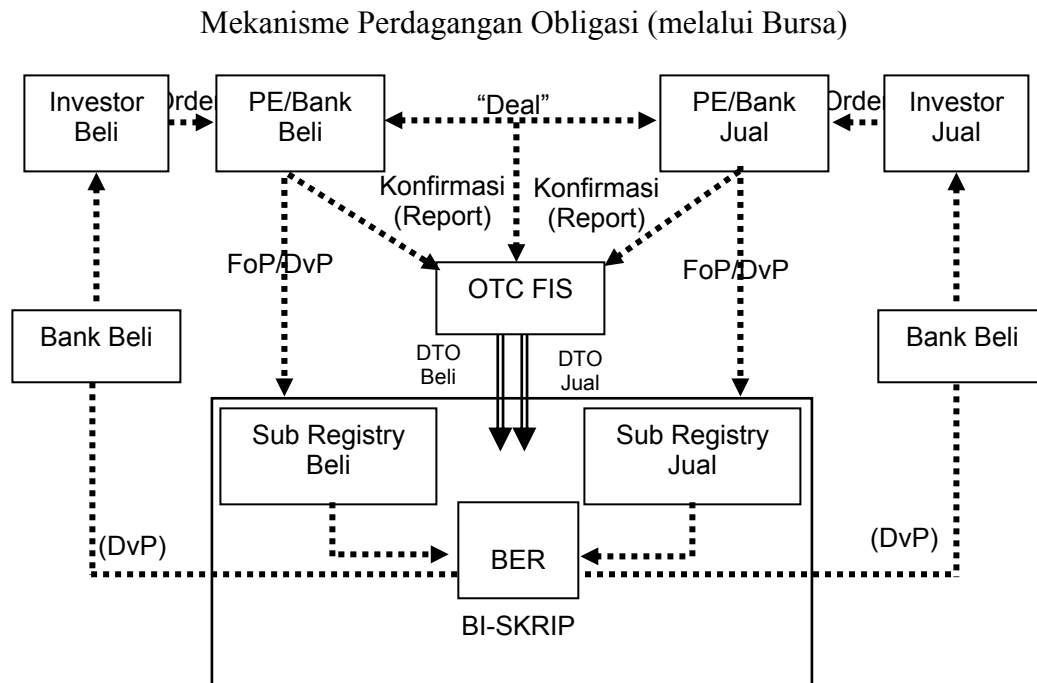 Mekanisme Perdagangan Obligasi (melalui Bursa)
Investor
Beli
Order
PE/Bank
Beli
“Deal”
PE/Bank
Jual
Order
Investor
Jual
Konfirmasi
(Report)
Konfirmasi
(Report)
FoP/DvP
FoP/DvP
OTC FIS
Bank Beli
Bank Beli
DTO
Beli
DTO
Jual
Sub Registry
Beli
Sub Registry
Jual
(DvP)
(DvP)
BER
BI-SKRIP